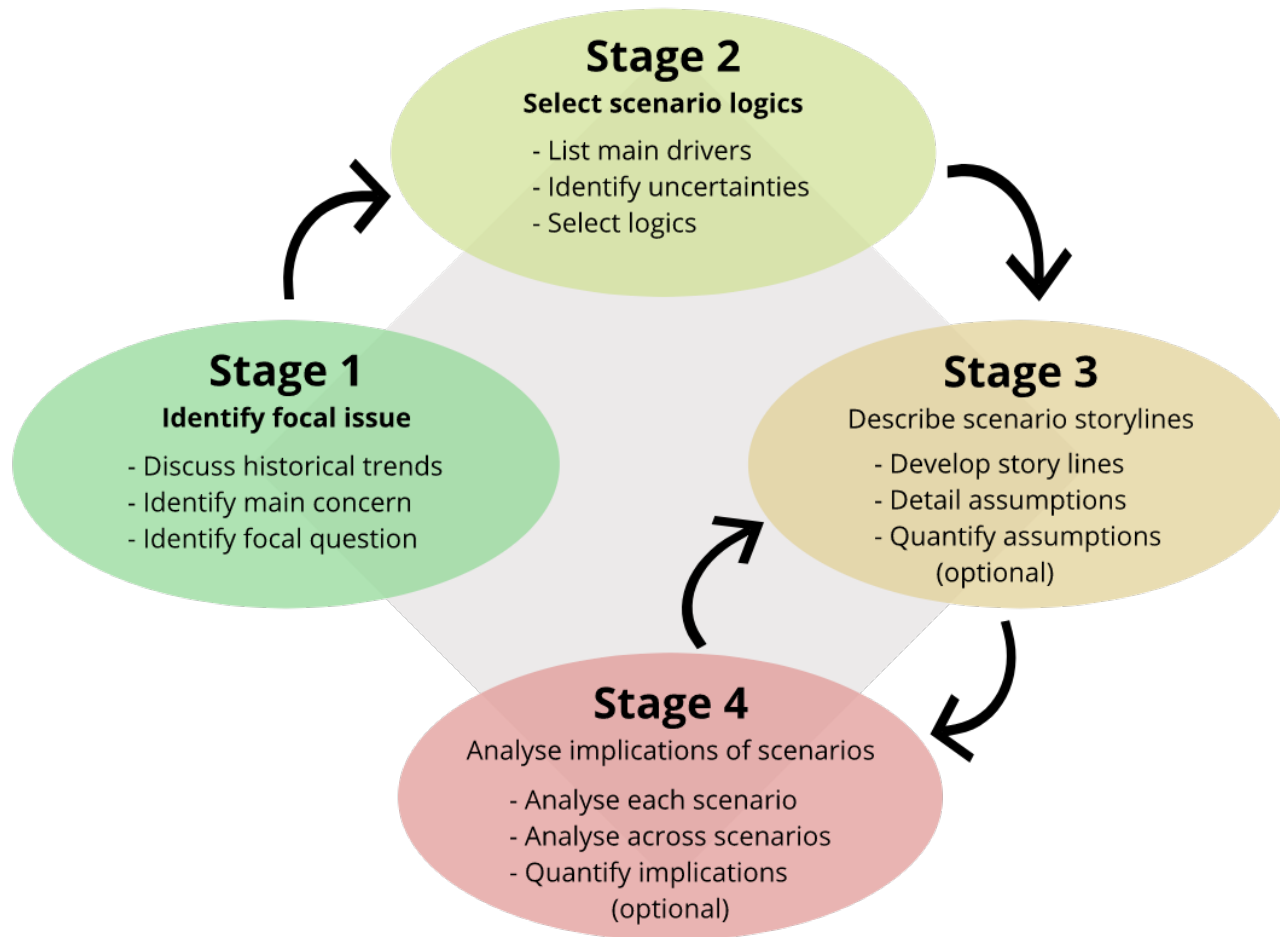 Stage 1
Identify focal issue
- Discuss historical trends
- Identify main concern
- Identify focal question
Stage 2
Select scenario logics
- List main drivers
- Identify uncertainties
- Select logics
Stage 3
Describe scenario storylines
- Develop story lines
- Detail assumptions
- Quantify assumptions
(optional)
Stage 4
Analyse implications of scenarios
- Analyse each scenario
- Analyse across scenarios
- Quantify implications
(optional)